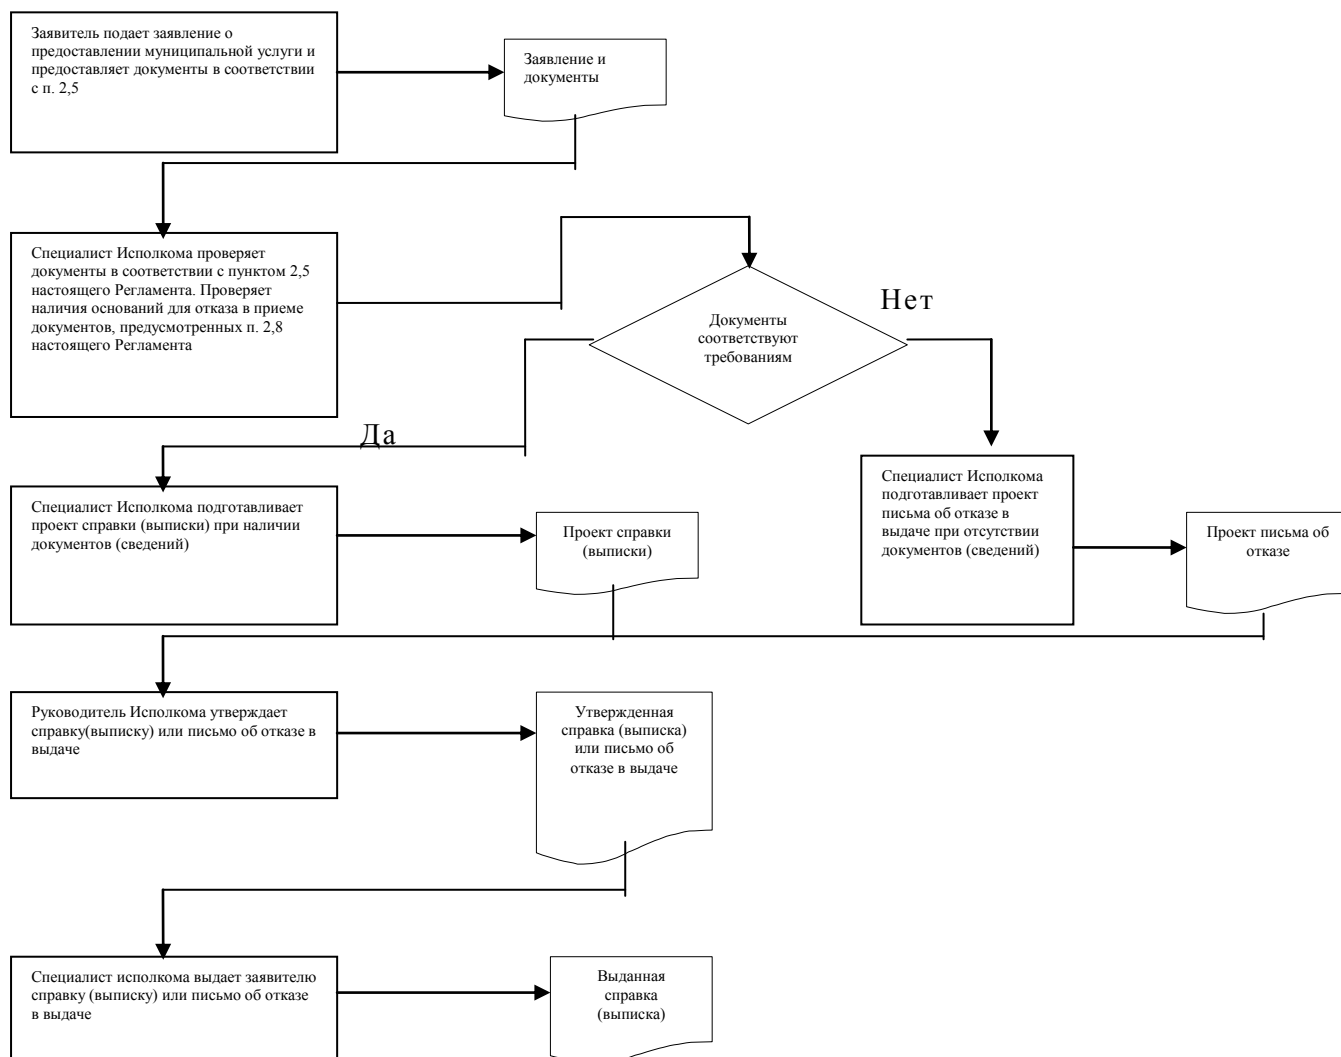 Заявитель подает заявление о
предоставлении муниципальной услуги и
предоставляет документы в соответствии
с п. 2,5
Заявление и
документы
Специалист Исполкома проверяет
документы в соответствии с пунктом 2,5
настоящего Регламента. Проверяет
наличия оснований для отказа в приеме
документов, предусмотренных п. 2,8
настоящего Регламента
Документы
соответствуют
требованиям
Нет
Да
Специалист Исполкома подготавливает
проект справки (выписки) при наличии
документов (сведений)
Проект справки
(выписки)
Специалист Исполкома
подготавливает проект
письма об отказе в
выдаче при отсутствии
документов (сведений)
Проект письма об
отказе
Руководитель Исполкома утверждает
справку(выписку) или письмо об отказе в
выдаче
Утвержденная
справка (выписка)
или письмо об
отказе в выдаче
Специалист исполкома выдает заявителю
справку (выписку) или письмо об отказе
в выдаче
Выданная
справка
(выписка)